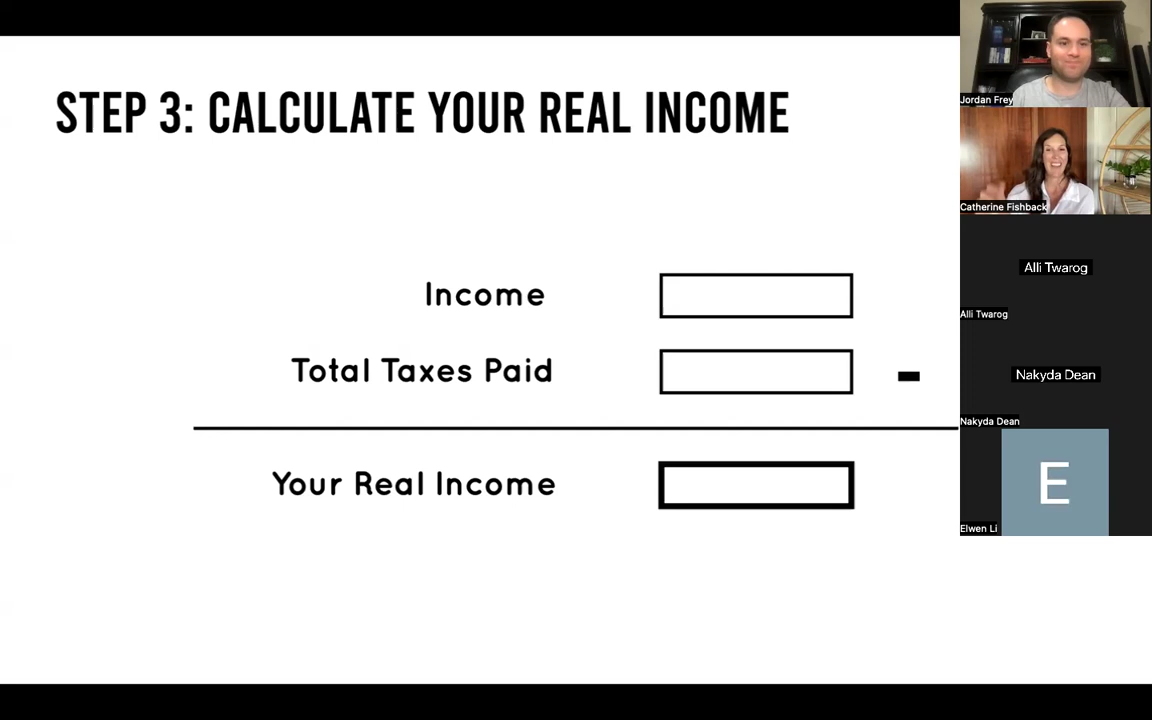 STEP 3: CALCULATE YOUR REAL INCOME
Income
Total Taxes Paid -
Your Real Income
Jordan Frey
Catherine Fishback
Alli Twarog
Alli Twarog
Nakyda Dean
Nakyda Dean
E
Elwen Li